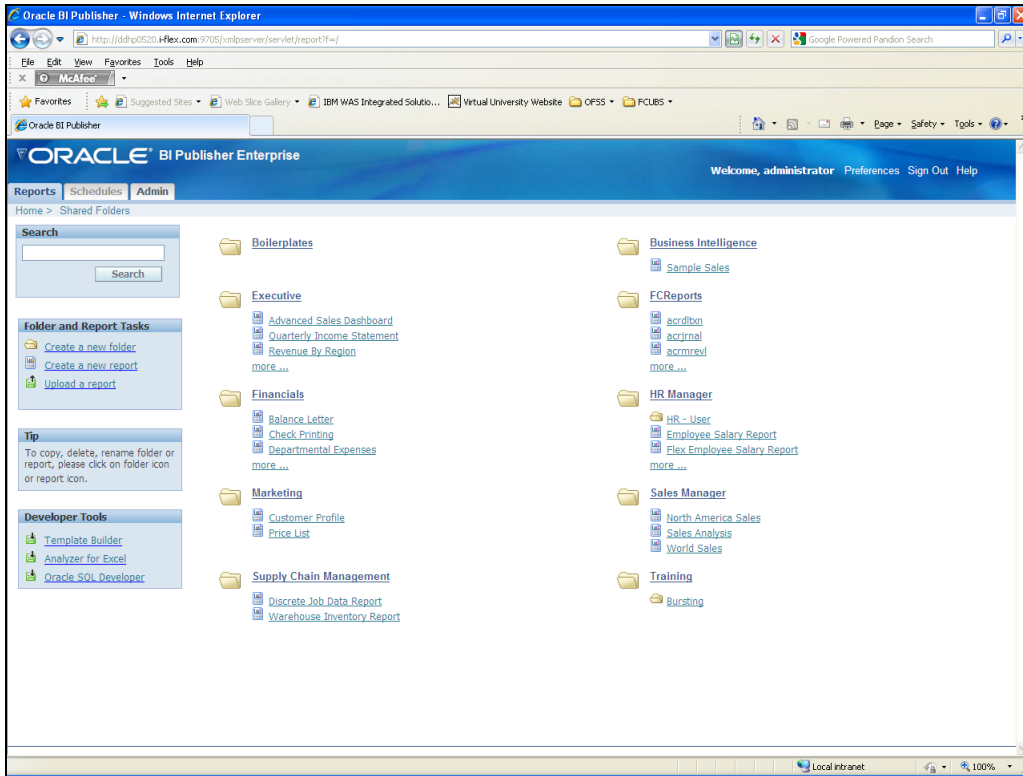 Oracle BI Publisher - Windows Internet Explorer
http://ddhp0520.i-flex.com:9705/xmlpserver/servlet/report?f=/
Google Powered Pandion Search
File Edit View Favorites Tools Help
x McAfee
Favorites Suggested Sites Web Slice Gallery IBM WAS Integrated Solutio... Virtual University Website OFSS FCUBS
Oracle BI Publisher
Page Safety Tools
ORACLE BI Publisher Enterprise
Welcome, administrator Preferences Sign Out Help
Reports Schedules Admin
Home > Shared Folders
Search
Search
Folder and Report Tasks
Create a new folder
Create a new report
Upload a report
Tip
To copy, delete, rename folder or
report, please click on folder icon
or report icon.
Developer Tools
Template Builder
Analyzer for Excel
Oracle SQL Developer
Boilerplates
Business Intelligence
Sample Sales
Executive
Advanced Sales Dashboard
Quarterly Income Statement
Revenue By Region
more ...
FCReports
acrdltxn
acrjrnal
acrmrevl
more ...
Financials
Balance Letter
Check Printing
Departmental Expenses
more ...
HR Manager
HR - User
Employee Salary Report
Flex Employee Salary Report
more ...
Marketing
Customer Profile
Price List
Sales Manager
North America Sales
Sales Analysis
World Sales
Supply Chain Management
Discrete Job Data Report
Warehouse Inventory Report
Training
Bursting
Local intranet
100%